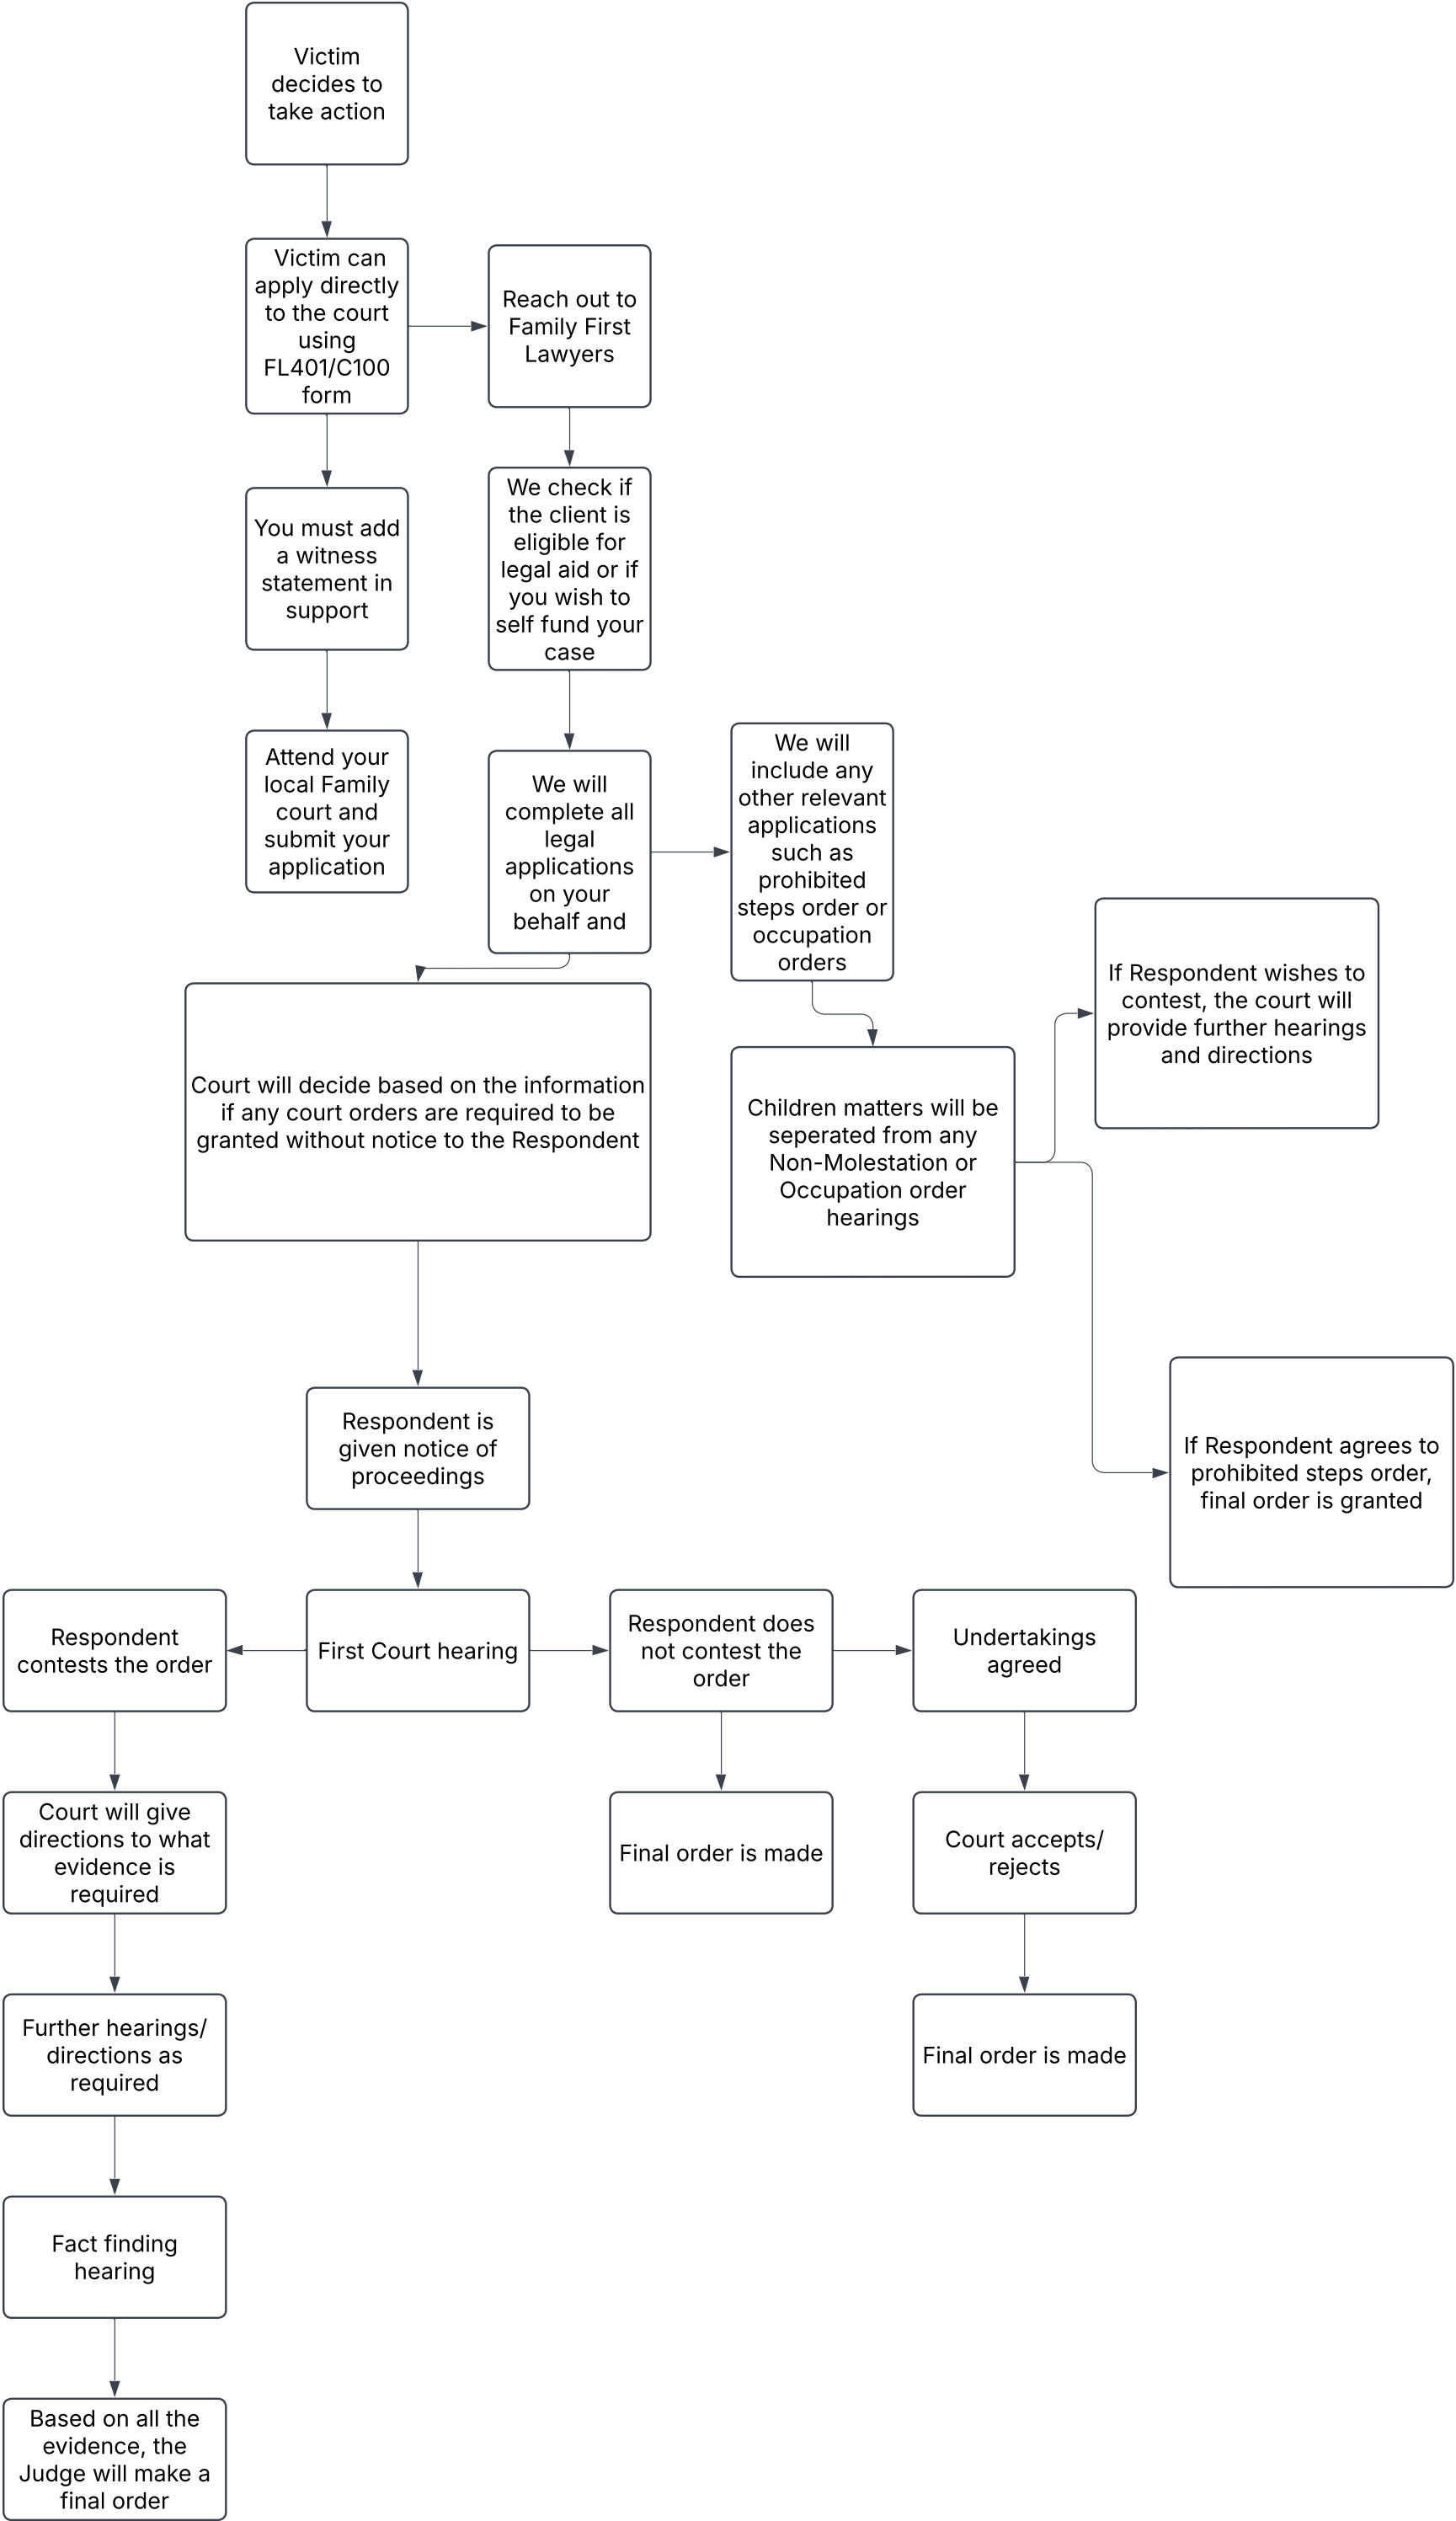 Victim
decides to
take action
Victim can
apply directly
to the court
using
FL401/C100
form
Reach out to
Family First
Lawyers
You must add
a witness
statement in
support
We check if
the client is
eligible for
legal aid or if
you wish to
self fund your
case
Attend your
local Family
court and
submit your
application
We will
complete all
legal
applications
on your
behalf and
We will
include any
other relevant
applications
such as
prohibited
steps order or
occupation
orders
If Respondent wishes to
contest, the court will
provide further hearings
and directions
Court will decide based on the information
if any court orders are required to be
granted without notice to the Respondent
Children matters will be
seperated from any
Non-Molestation or
Occupation order
hearings
If Respondent agrees to
prohibited steps order,
final order is granted
Respondent is
given notice of
proceedings
Respondent
contests the order
First Court hearing
Respondent does
not contest the
order
Undertakings
agreed
Court will give
directions to what
evidence is
required
Final order is made
Court accepts/
rejects
Further hearings/
directions as
required
Final order is made
Fact finding
hearing
Based on all the
evidence, the
Judge will make a
final order